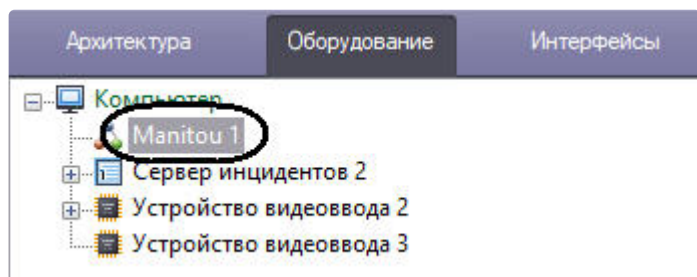 Архитектура Оборудование Интерфейсы
Компьютер
Manitou 1
Сервер инцидентов 2
Устройство видеоввода 2
Устройство видеоввода 3